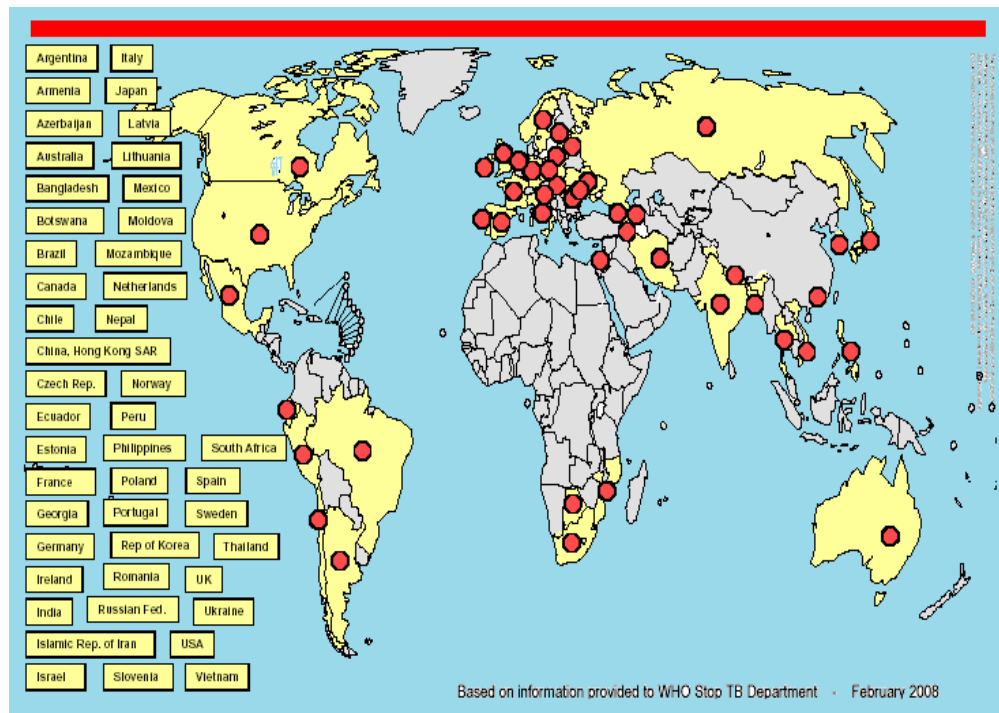 Argentina Italy
Armenia Japan
Azerbaijan Latvia
Australia Lithuania
Bangladesh Mexico
Botswana Moldova
Brazil Mozambique
Canada Netherlands
Chile Nepal
China, Hong Kong SAR
Czech Rep. Norway
Ecuador Peru
Estonia Philippines South Africa
France Poland Spain
Georgia Portugal Sweden
Germany Rep of Korea Thailand
Ireland Romania UK
India Russian Fed. Ukraine
Islamic Rep. of Iran USA
Israel Slovenia Vietnam
Based on information provided to WHO Stop TB Department - February 2008